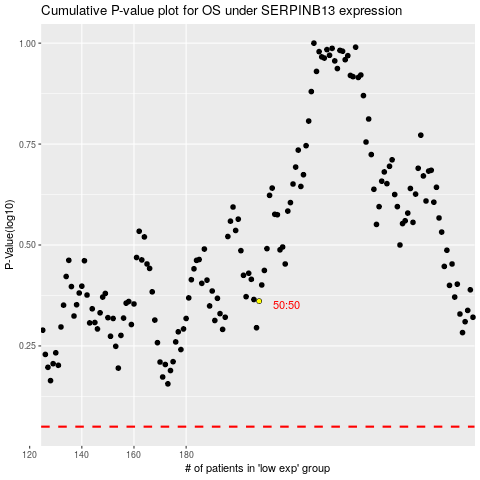 Cumulative P-value plot for OS under SERPINB13 expression
P-Value(log10)
1.00
0.75
0.50
0.25
50:50
120 140 160 180
# of patients in 'low exp' group